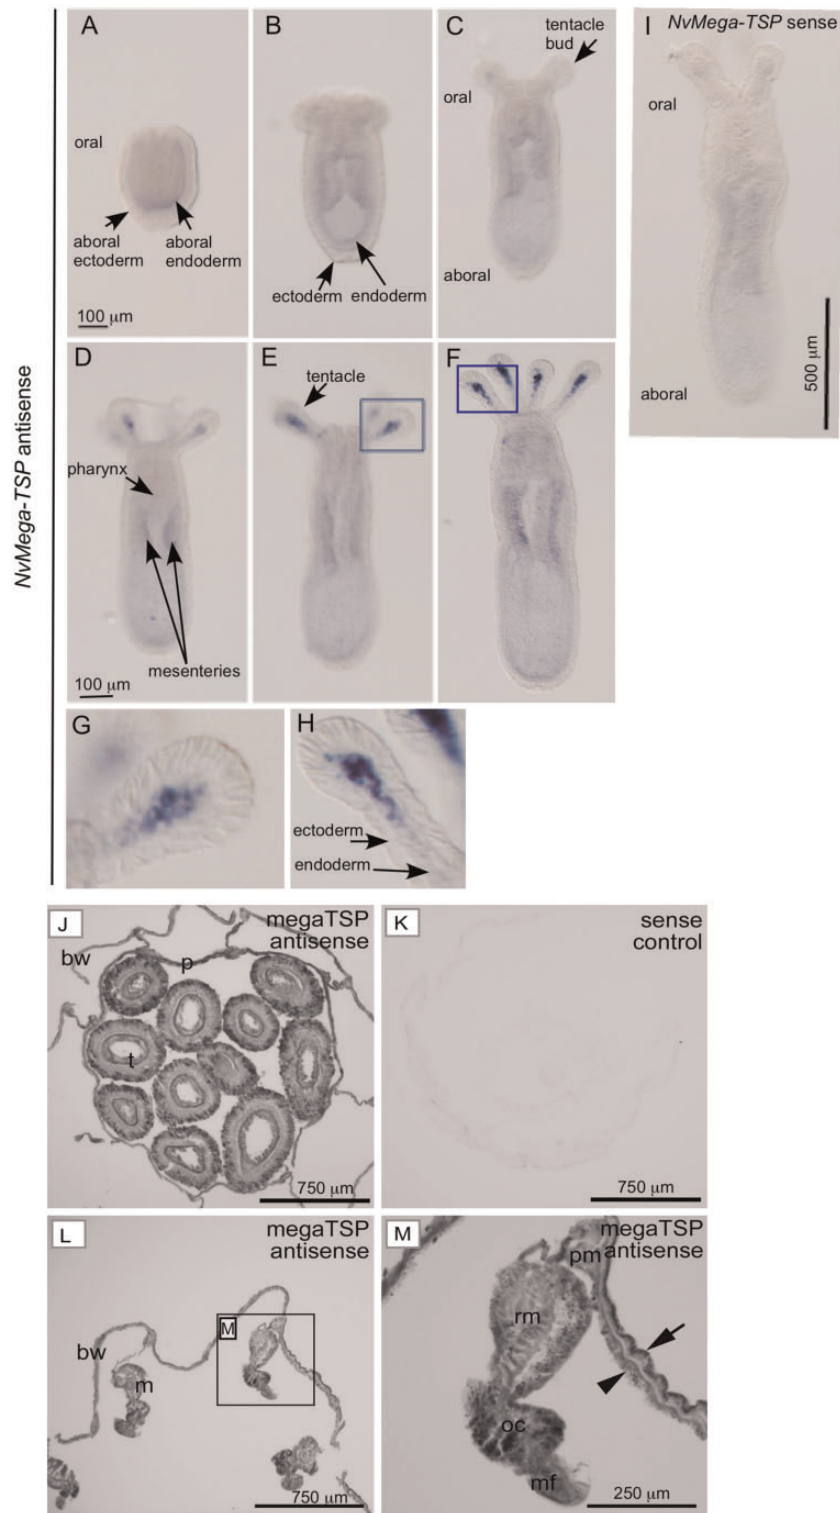 NvMega-TSP antisense
A
oral
aboral
ectoderm
aboral
endoderm
100 μm
B
ectoderm
endoderm
C
tentacle
bud
oral
aboral
I
NvMega-TSP sense
oral
aboral
500 μm
D
pharynx
mesenteries
100 μm
E
tentacle
F
G
H
ectoderm
endoderm
J
megaTSP
antisense
bw
p
t
750 μm
K
sense
control
750 μm
L
megaTSP
antisense
bw
m
M
750 μm
M
megaTSP
antisense
pm
rm
oc
mf
250 μm